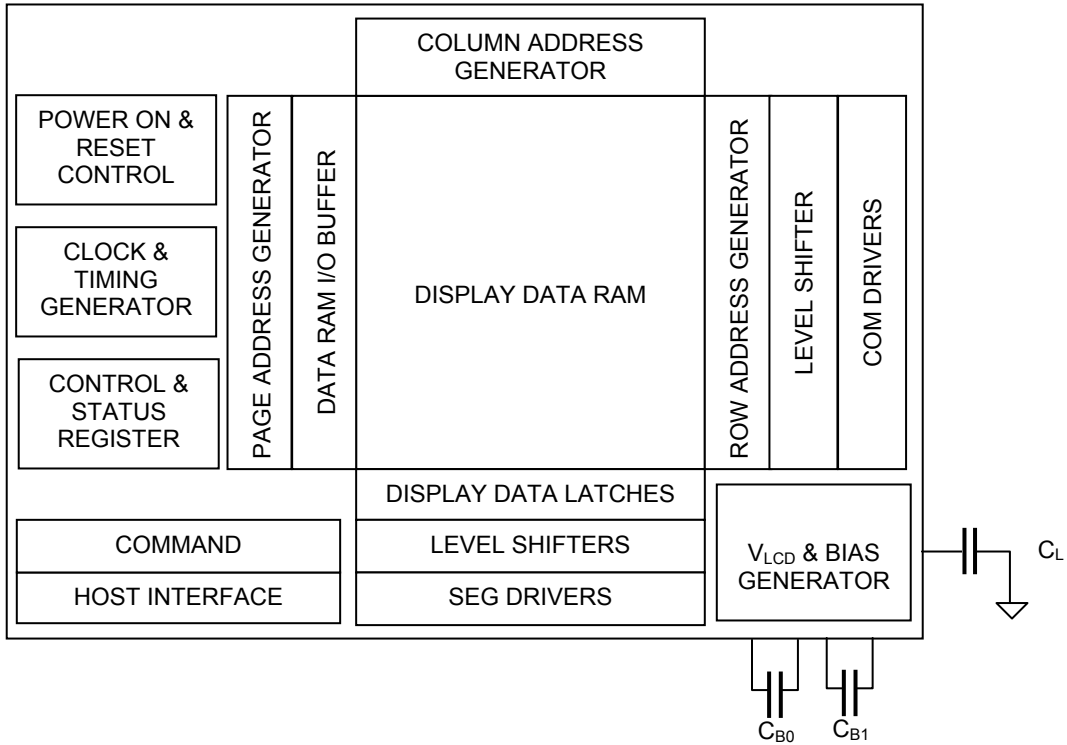 COLUMN ADDRESS
GENERATOR
POWER ON &
RESET
CONTROL
CLOCK &
TIMING
GENERATOR
CONTROL &
STATUS
REGISTER
PAGE ADDRESS GENERATOR
DATA RAM I/O BUFFER
DISPLAY DATA RAM
ROW ADDRESS GENERATOR
LEVEL SHIFTER
COM DRIVERS
DISPLAY DATA LATCHES
COMMAND
HOST INTERFACE
LEVEL SHIFTERS
SEG DRIVERS
VLCD & BIAS
GENERATOR
CL
CB0
CB1